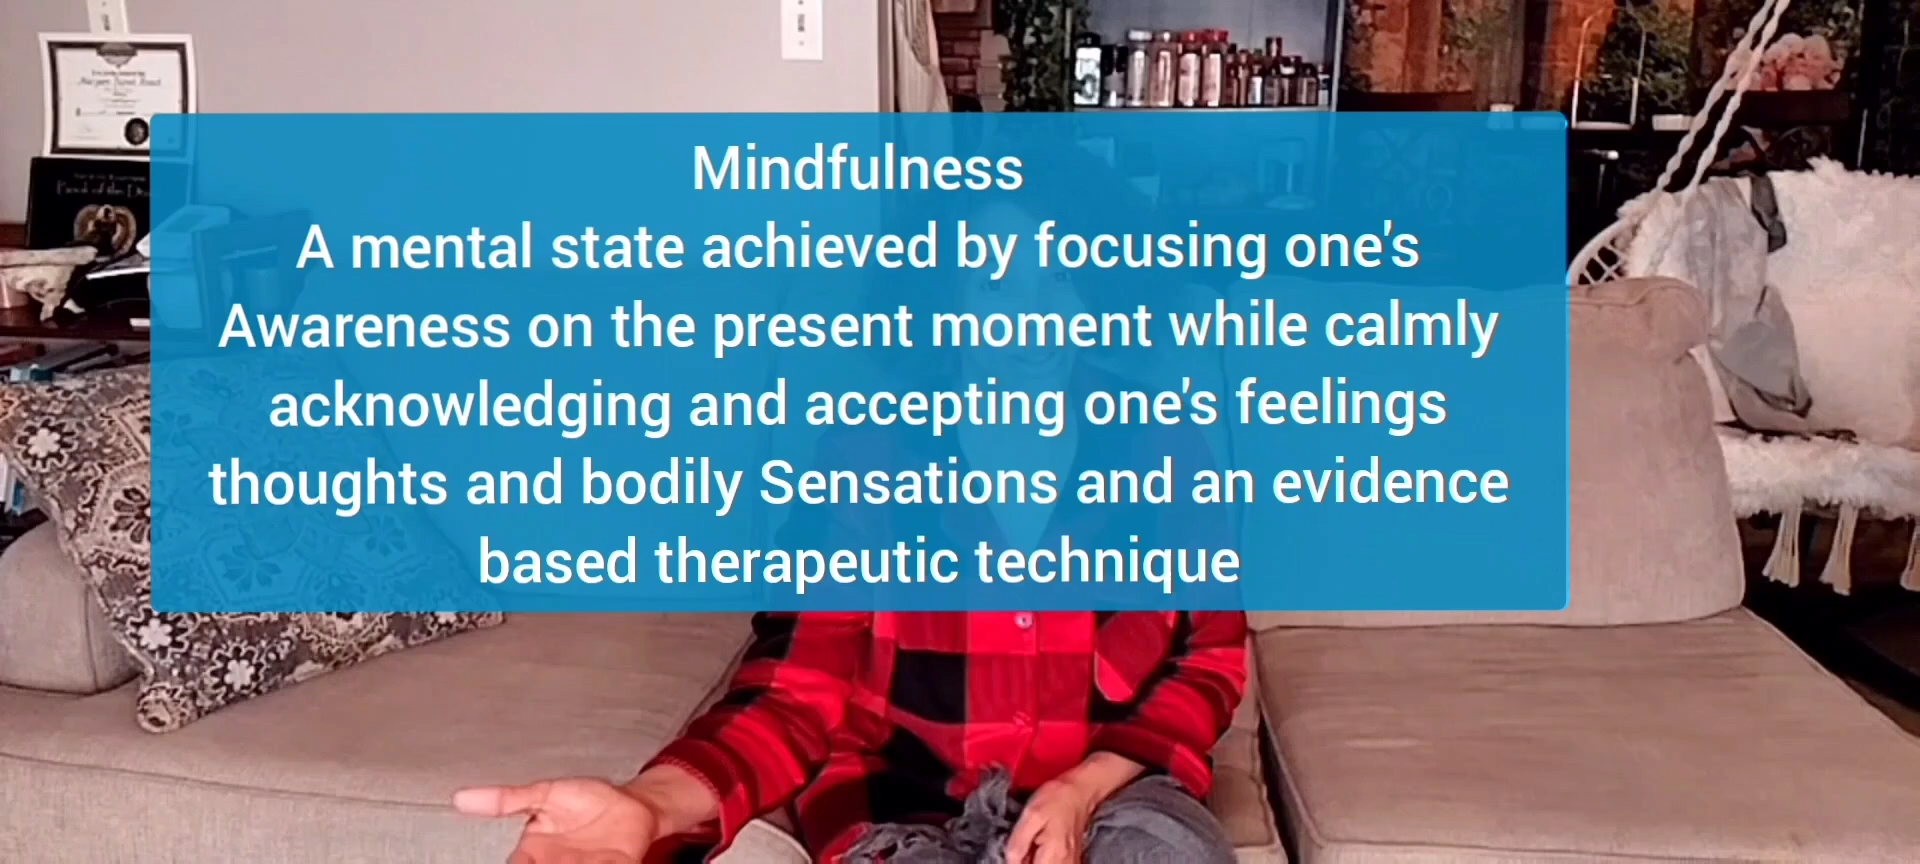 Mindfulness
A mental state achieved by focusing one's
Awareness on the present moment while calmly
acknowledging and accepting one's feelings
thoughts and bodily Sensations and an evidence
based therapeutic technique